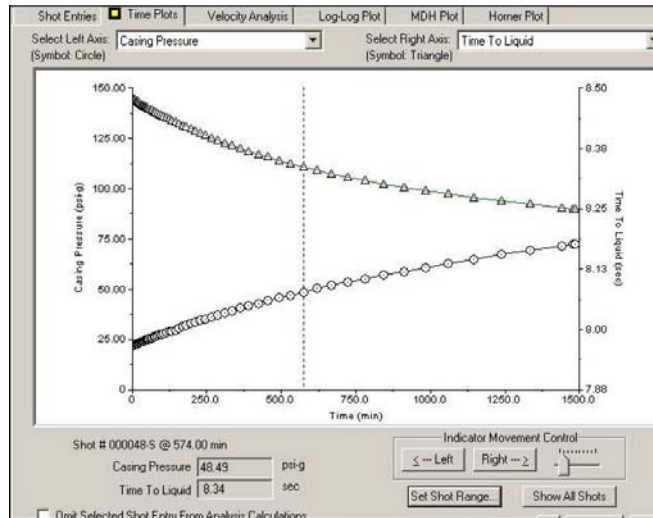 Shot Entries Time Plots Velocity Analysis Log-Log Plot MDH Plot Horner Plot
Select Left Axis: Casing Pressure Select Right Axis: Time To Liquid
(Symbol: Circle) (Symbol: Triangle)
150.00 8.50
125.00 8.38
100.00
8.25
75.00
8.13
50.00
8.00
25.00
0 7.88
Casing Pressure (psi-g)
Time To Liquid (sec)
0 250.0 500.0 750.0 1000.0 1250.0 1500.0
Time (min)
Shot # 000048-S @ 574.00 min
Casing Pressure 48.49 psi-g
Time To Liquid 8.34 sec
Indicator Movement Control
< --- Left Right --- >
Set Shot Range... Show All Shots
Omit Selected Shot Entry From Analysis Calculations